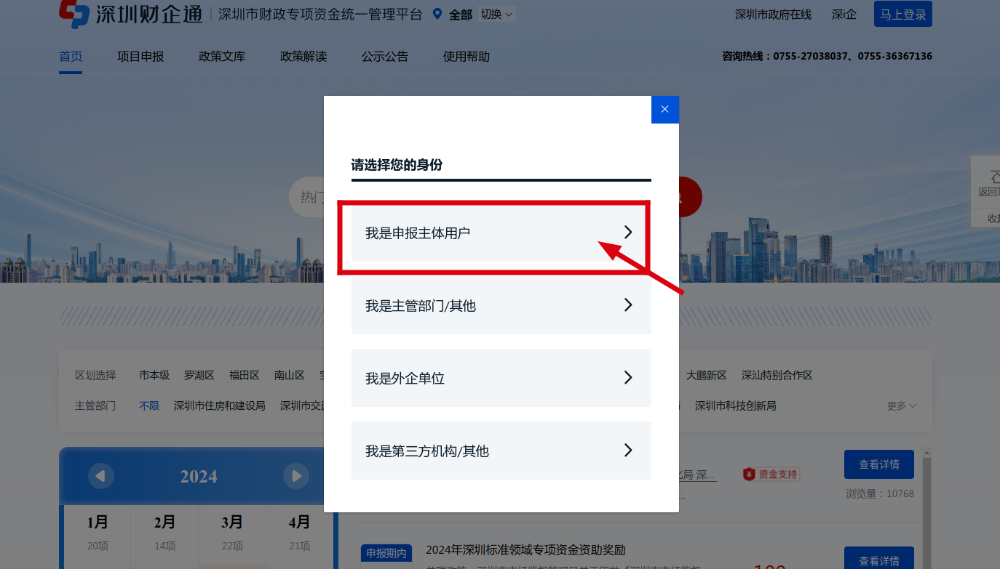 深圳财企通 深圳市财政专项资金统一管理平台 全部 切换 深圳市政府在线 深i企 马上登录
首页 项目申报 政策文库 政策解读 公示公告 使用帮助 咨询热线：0755-27038037、0755-36367136
请选择您的身份
返回
热门
收起
我是申报主体用户
我是主管部门/其他
区划选择 市本级 罗湖区 福田区 南山区 大鹏新区 深汕特别合作区
我是外企单位
主管部门 不限 深圳市住房和建设局 深圳市交 深圳市科技创新局 更多
我是第三方机构/其他
2024 局 深... 资金支持 查看详情
... 浏览量：10768
1月 2月 3月 4月
20项 14项 22项 21项
申报期内 2024年深圳标准领域专项资金资助奖励 查看详情